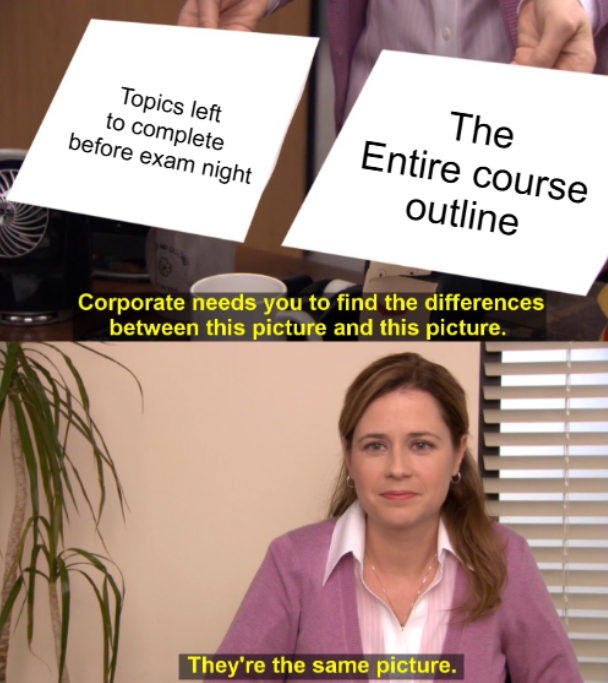 Topics left
to complete
before exam night
The
Entire course
outline
Corporate needs you to find the differences
between this picture and this picture.
They're the same picture.